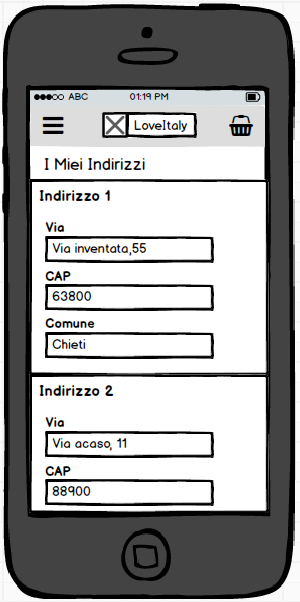 ABC 01:19 PM
LoveItaly
I Miei Indirizzi
Indirizzo 1
Via
Via inventata,55
CAP
63800
Comune
Chieti
Indirizzo 2
Via
Via acaso, 11
CAP
88900